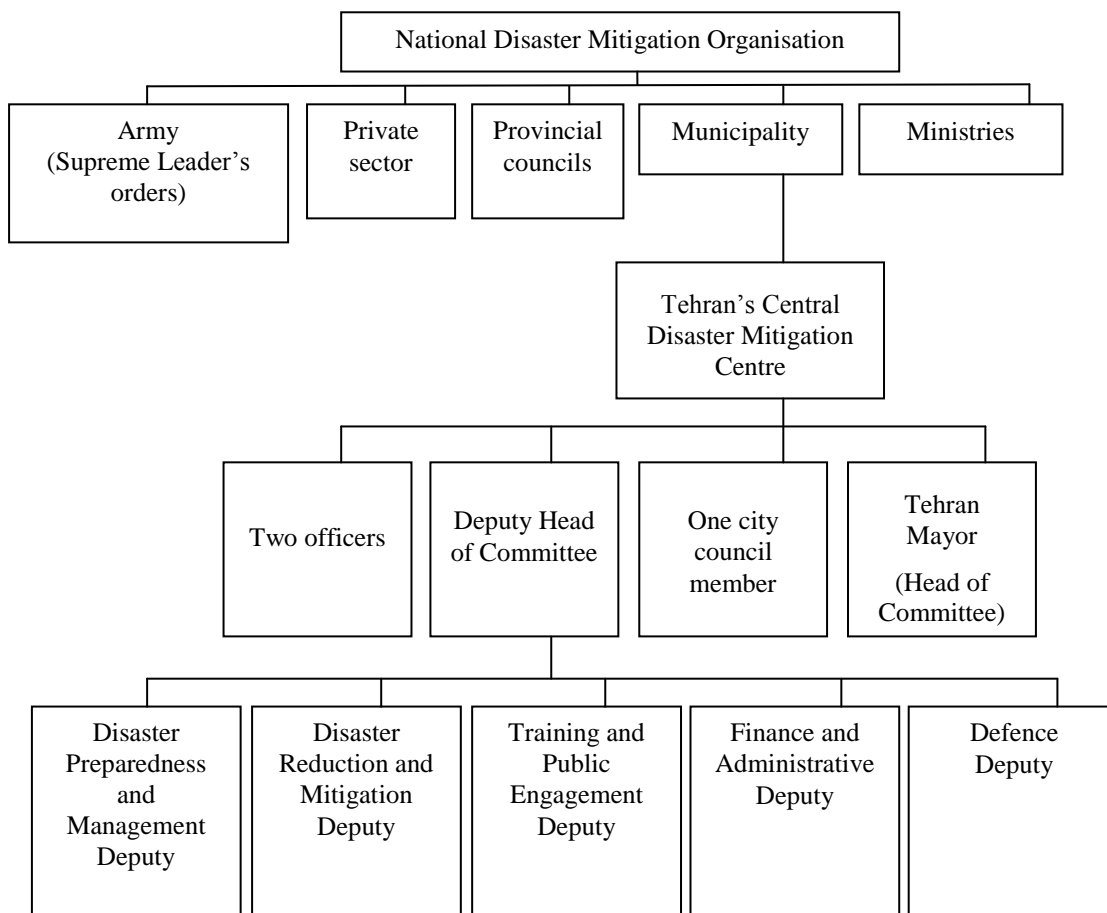 National Disaster Mitigation Organisation
Army
(Supreme Leader’s
orders)
Private
sector
Provincial
councils
Municipality
Ministries
Tehran’s Central
Disaster Mitigation
Centre
Two officers
Deputy Head
of Committee
One city
council
member
Tehran
Mayor
(Head of
Committee)
Disaster
Preparedness
and
Management
Deputy
Disaster
Reduction and
Mitigation
Deputy
Training and
Public
Engagement
Deputy
Finance and
Administrative
Deputy
Defence
Deputy